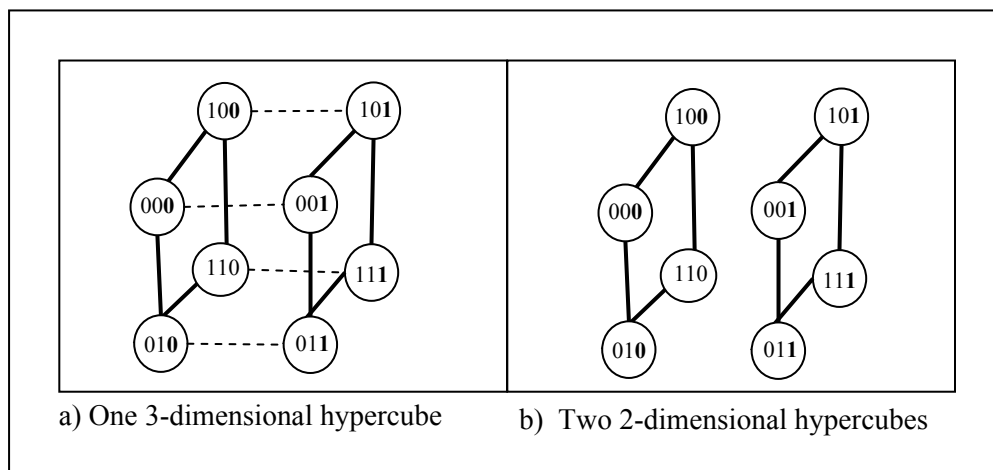 100 101 100 101
000 001 000 001
110 111 110 111
010 011 010 011
a) One 3-dimensional hypercube b) Two 2-dimensional hypercubes